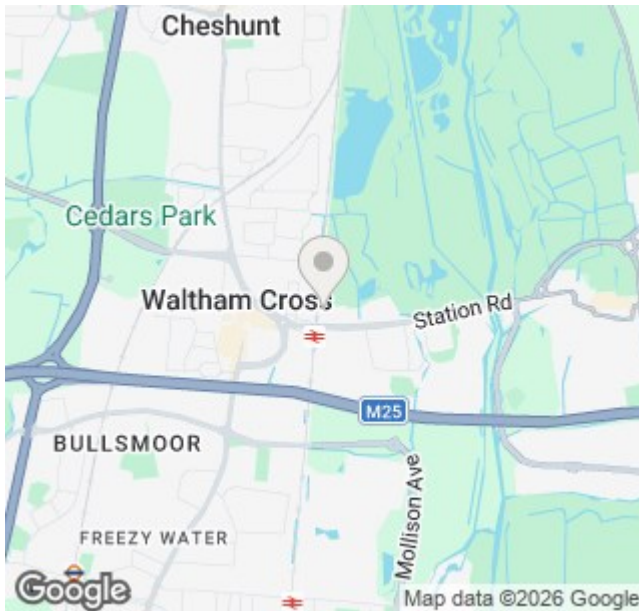 Cheshunt
Cedars Park
Waltham Cross
Station Rd
M25
BULLSMOOR
Mollison Ave
FREEZY WATER
Google
Map data ©2026 Google